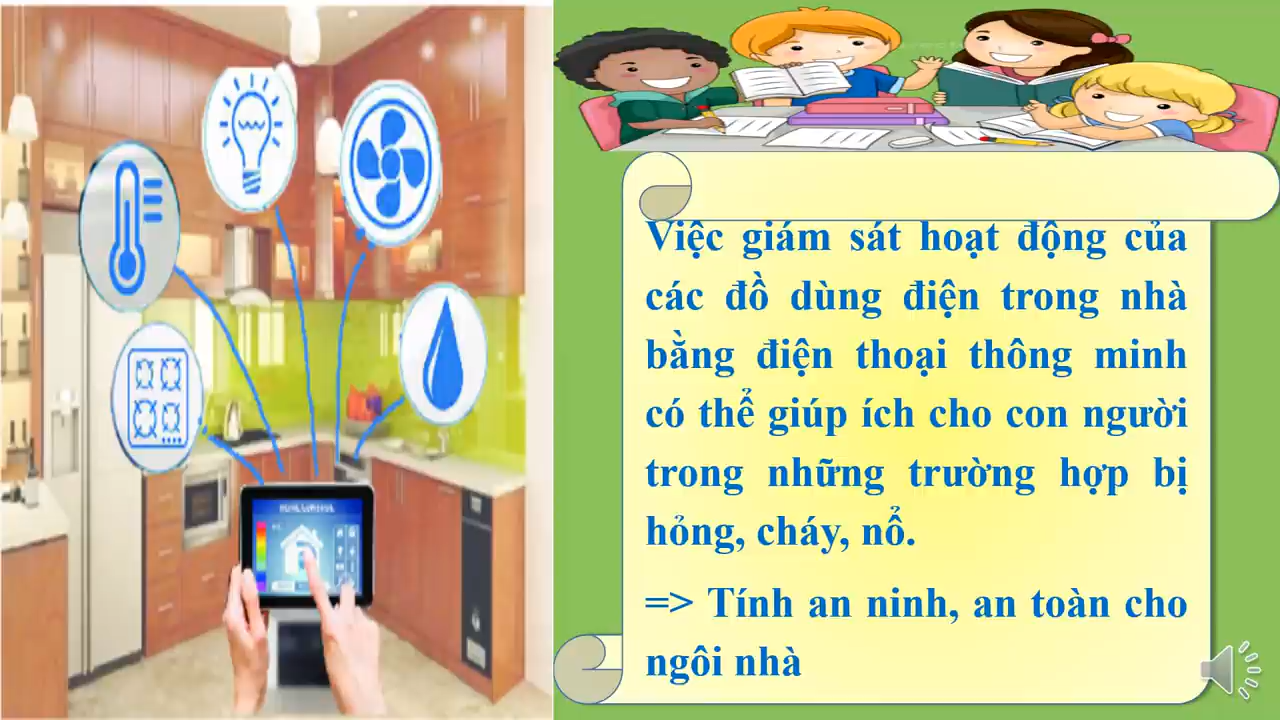 Việc giám sát hoạt động của
các đồ dùng điện trong nhà
bằng điện thoại thông minh
có thể giúp ích cho con người
trong những trường hợp bị
hỏng, cháy, nổ.
=> Tính an ninh, an toàn cho
ngôi nhà